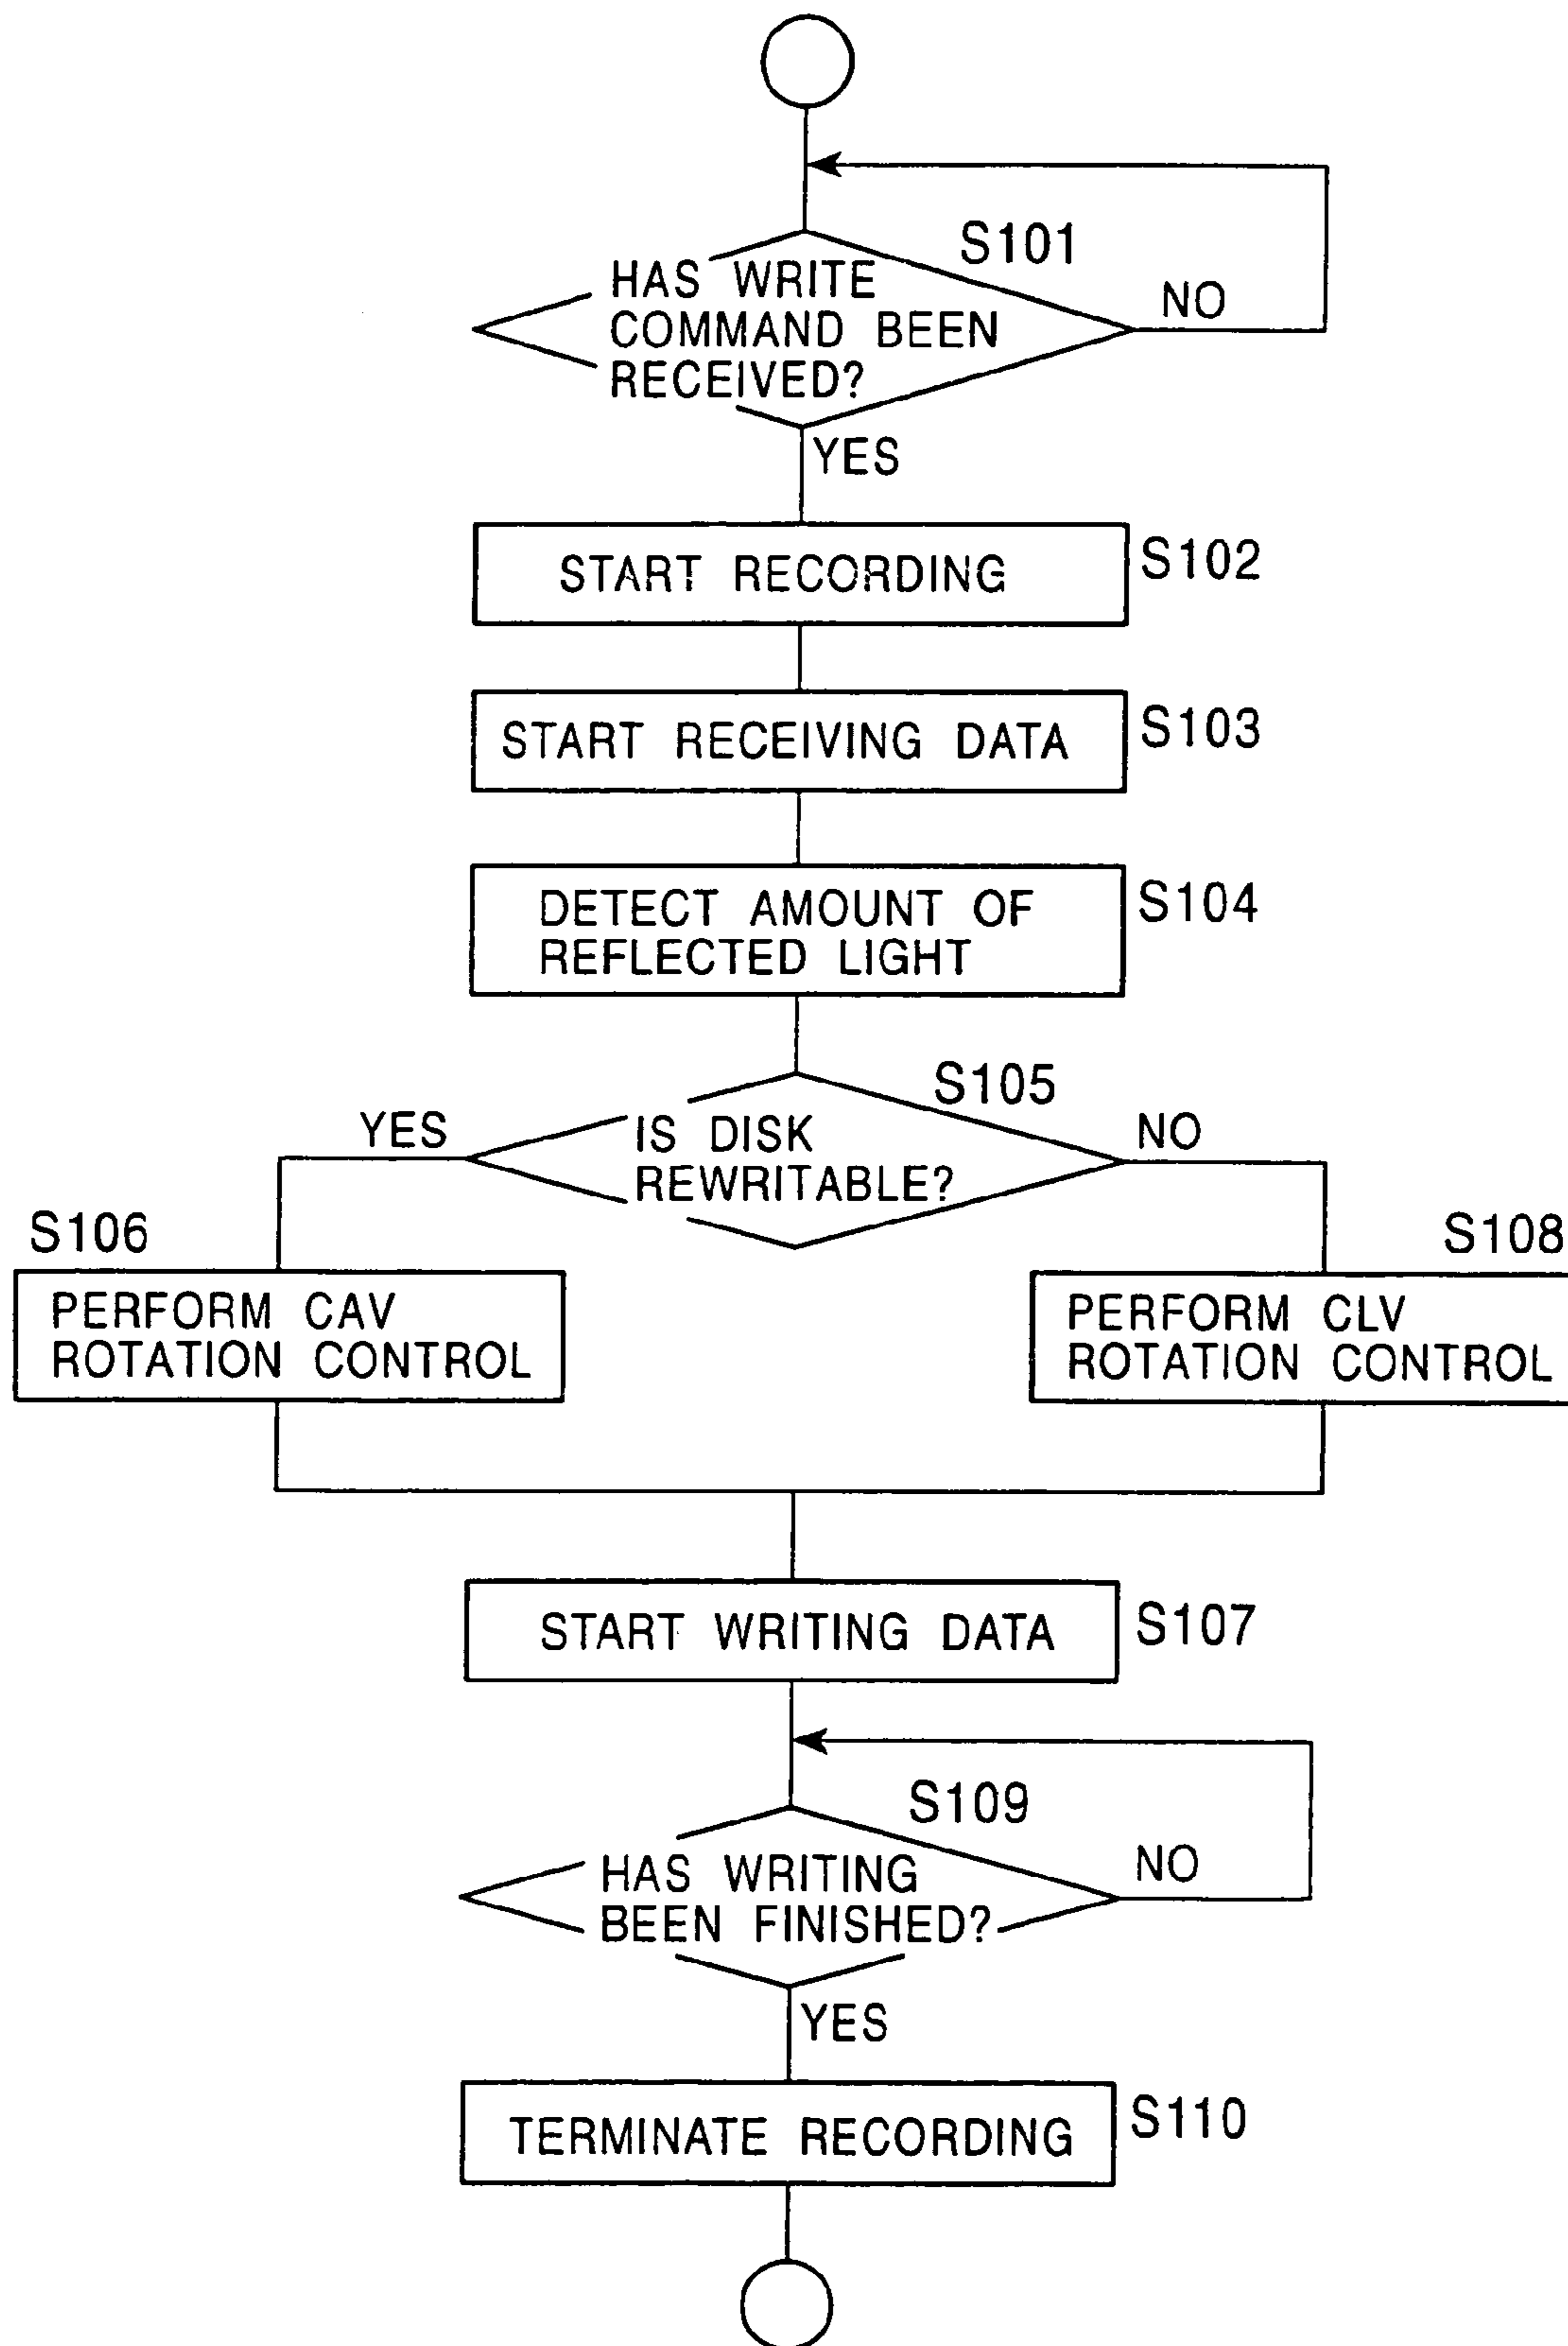 S101
HAS WRITE
COMMAND BEEN
RECEIVED?
NO
YES
START RECORDING
S102
START RECEIVING DATA
S103
DETECT AMOUNT OF
REFLECTED LIGHT
S104
S105
YES
IS DISK
REWRITABLE?
NO
S106
PERFORM CAV
ROTATION CONTROL
S108
PERFORM CLV
ROTATION CONTROL
START WRITING DATA
S107
S109
HAS WRITING
BEEN FINISHED?
NO
YES
TERMINATE RECORDING
S110